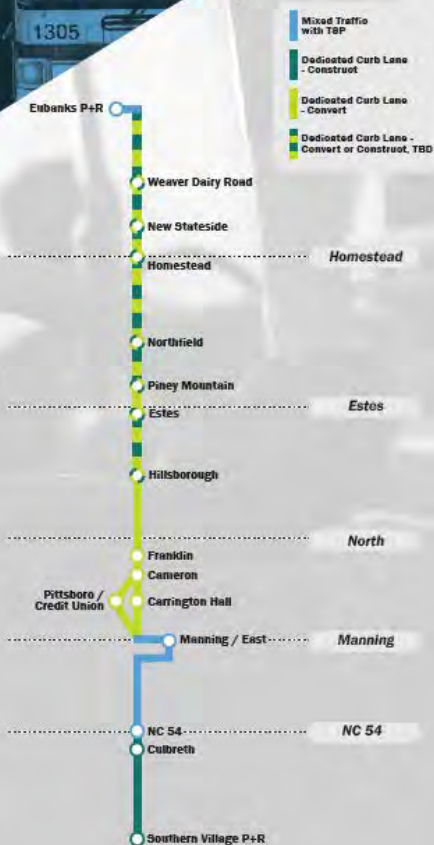 1305
Mixed Traffic
with TSP
Dedicated Curb Lane
- Construct
Dedicated Curb Lane
- Convert
Dedicated Curb Lane -
Convert or Construct, TBD
Eubanks P+R
Weaver Dairy Road
New Stateside
Homestead
Homestead
Northfield
Piney Mountain
Estes
Estes
Hillsborough
North
Franklin
Cameron
Pittsboro /
Credit Union
Carrington Hall
Manning / East
Manning
NC 54
NC 54
Culbreth
Southern Village P+R